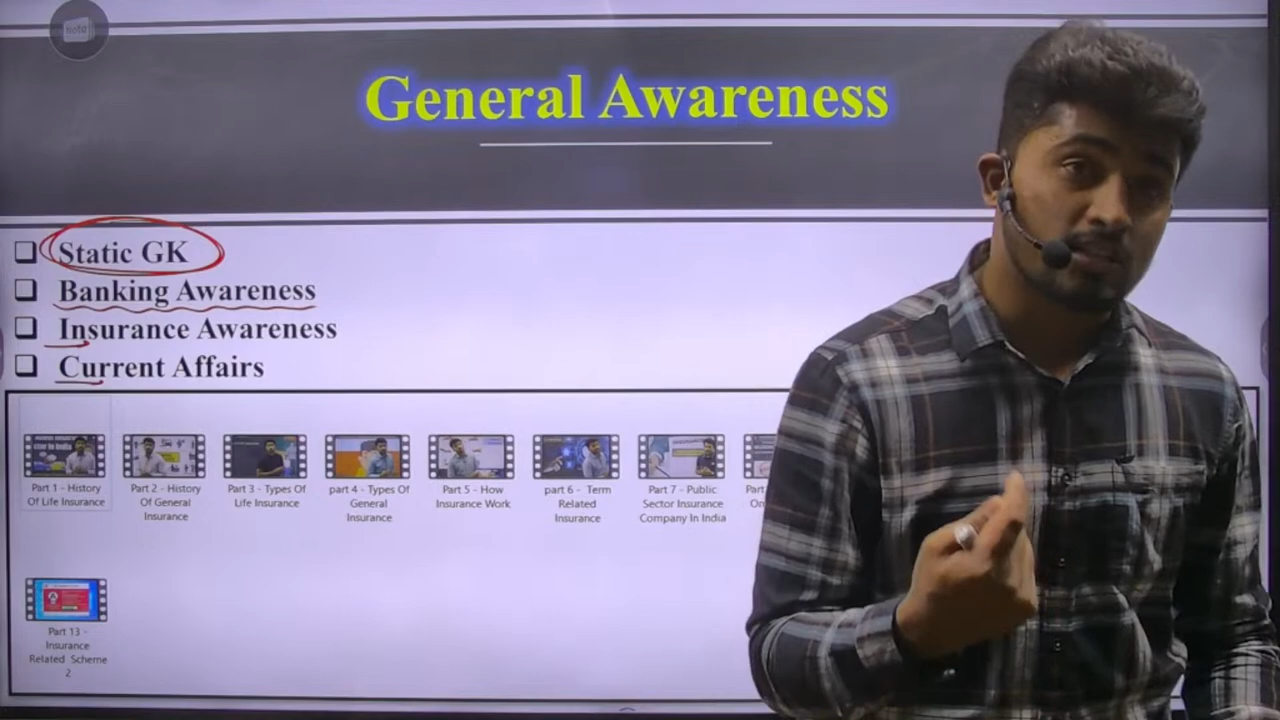 note
General Awareness
Static GK
Banking Awareness
Insurance Awareness
Current Affairs
Part 1 - History
Of Life Insurance
Part 2 - History
Of General
Insurance
Part 3 - Types Of
Life Insurance
part 4 - Types Of
General
Insurance
Part 5 - How
Insurance Work
part 6 - Term
Related
Insurance
Part 7 - Public
Sector Insurance
Company In India
Part
On
Part 13 -
Insurance
Related Scheme
2